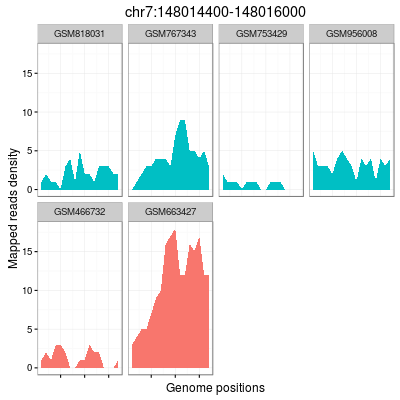 chr7:148014400-148016000
GSM818031 GSM767343 GSM753429 GSM956008
15
10
5
0
GSM466732 GSM663427
15
10
5
0
Mapped reads density
Genome positions